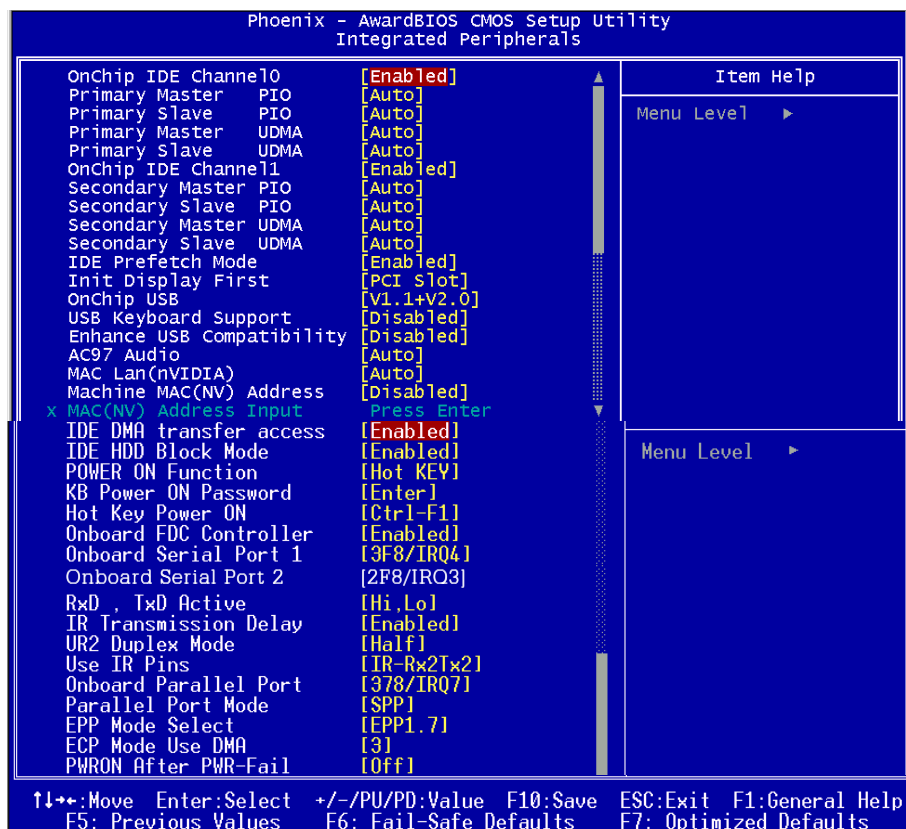 Phoenix - AwardBIOS CMOS Setup Utility
Integrated Peripherals
OnChip IDE Channel0 [Enabled]
Primary Master PIO [Auto]
Primary Slave PIO [Auto]
Primary Master UDMA [Auto]
Primary Slave UDMA [Auto]
OnChip IDE Channel1 [Enabled]
Secondary Master PIO [Auto]
Secondary Slave PIO [Auto]
Secondary Master UDMA [Auto]
Secondary Slave UDMA [Auto]
IDE Prefetch Mode [Enabled]
Init Display First [PCI Slot]
OnChip USB [V1.1+V2.0]
USB Keyboard Support [Disabled]
Enhance USB Compatibility [Disabled]
AC97 Audio [Auto]
MAC Lan(nVIDIA) [Auto]
Machine MAC(NV) Address [Disabled]
x MAC(NV) Address Input Press Enter
IDE DMA transfer access [Enabled]
IDE HDD Block Mode [Enabled]
POWER ON Function [Hot KEY]
KB Power ON Password [Enter]
Hot Key Power ON [Ctrl-F1]
Onboard FDC Controller [Enabled]
Onboard Serial Port 1 [3F8/IRQ4]
Onboard Serial Port 2 [2F8/IRQ3]
RxD , TxD Active [Hi,Lo]
IR Transmission Delay [Enabled]
UR2 Duplex Mode [Half]
Use IR Pins [IR-Rx2Tx2]
Onboard Parallel Port [378/IRQ7]
Parallel Port Mode [SPP]
EPP Mode Select [EPP1.7]
ECP Mode Use DMA [3]
PWRON After PWR-Fail [Off]
Item Help
Menu Level ►
Menu Level ►
↑↓→←:Move Enter:Select +/-/PU/PD:Value F10:Save ESC:Exit F1:General Help
F5: Previous Values F6: Fail-Safe Defaults F7: Optimized Defaults